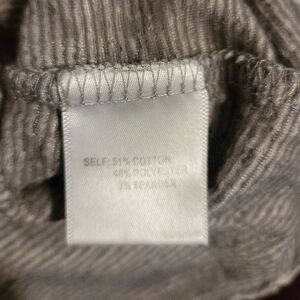 SELF: 51% COTTON
46% POLYESTER
3% SPANDEX